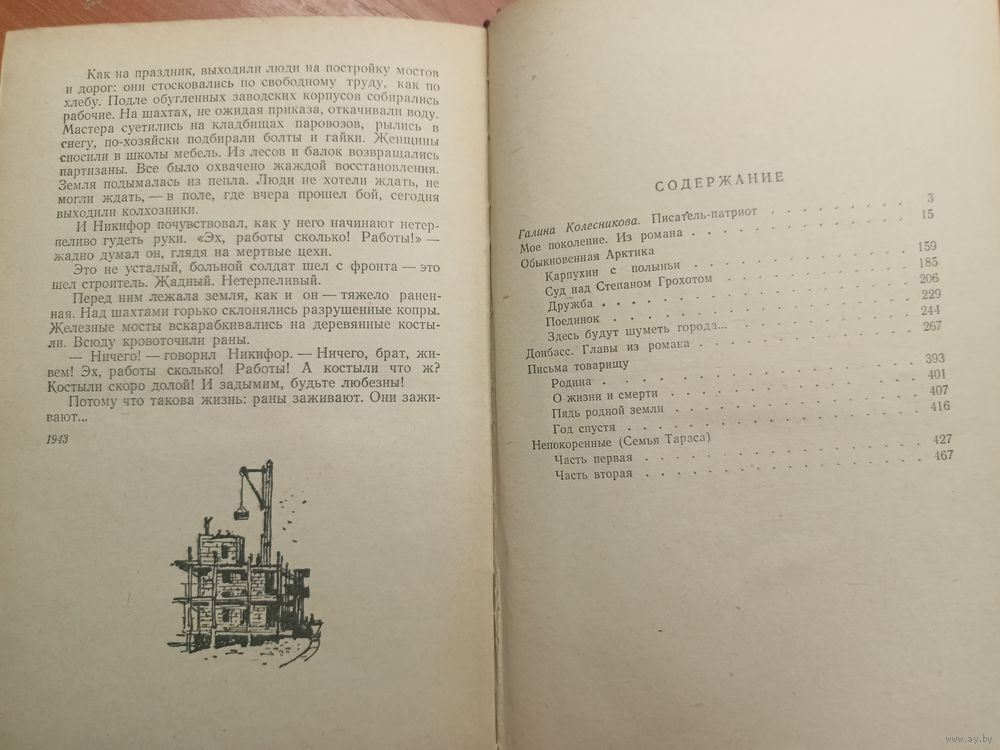 Как на праздник, выходили люди на постройку мостов
и дорог: они стосковались по свободному труду, как по
хлебу. Подле обугленных заводских корпусов собирались
рабочие. На шахтах, не ожидая приказа, откачивали воду.
Мастера суетились на кладбищах паровозов, рылись в
снегу, по-хозяйски подбирали болты и гайки. Женщины
сносили в школы мебель. Из лесов и балок возвращались
партизаны. Все было охвачено жаждой восстановления.
Земля подымалась из пепла. Люди не хотели ждать, не
могли ждать, — в поле, где вчера прошел бой, сегодня
выходили колхозники.
И Никифор почувствовал, как у него начинают нетер-
пеливо гудеть руки. «Эх, работы сколько! Работы!» —
жадно думал он, глядя на мертвые цехи.
Это не усталый, больной солдат шел с фронта — это
шел строитель. Жадный. Нетерпеливый.
Перед ним лежала земля, как и он — тяжело ранен-
ная. Над шахтами горько склонялись разрушенные копры.
Железные мосты вскарабкивались на деревянные косты-
ли. Всюду кровоточили раны.
— Ничего! — говорил Никифор. — Ничего, брат, жи-
вем! Эх, работы сколько! Работы! А костыли что ж?
Костыли скоро долой! И задымим, будьте любезны!
Потому что такова жизнь: раны заживают. Они зажи-
вают...
1943
СОДЕРЖАНИЕ
Галина Колесникова. Писатель-патриот . . . . . . . . 3
Мое поколение. Из романа . . . . . . . . . . . 15
Обыкновенная Арктика
Карпухин с полыньи . . . . . . . . . . . 159
Суд над Степаном Грохотом . . . . . . . . . 185
Дружба . . . . . . . . . . . . . . . 206
Поединок . . . . . . . . . . . . . . 229
Здесь будут шуметь города... . . . . . . . . 244
Донбасс. Главы из романа . . . . . . . . . . 267
Письма товарищу
Родина . . . . . . . . . . . . . . . 393
О жизни и смерти . . . . . . . . . . . . 401
Пядь родной земли . . . . . . . . . . . 407
Год спустя . . . . . . . . . . . . . . 416
Непокоренные (Семья Тараса)
Часть первая . . . . . . . . . . . . . 427
Часть вторая . . . . . . . . . . . . . 467
www.ay.by